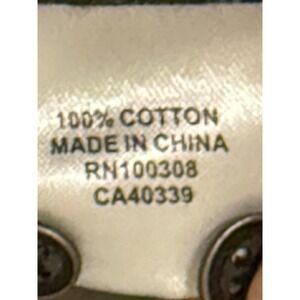 100% COTTON
MADE IN CHINA
RN100308
CA40339